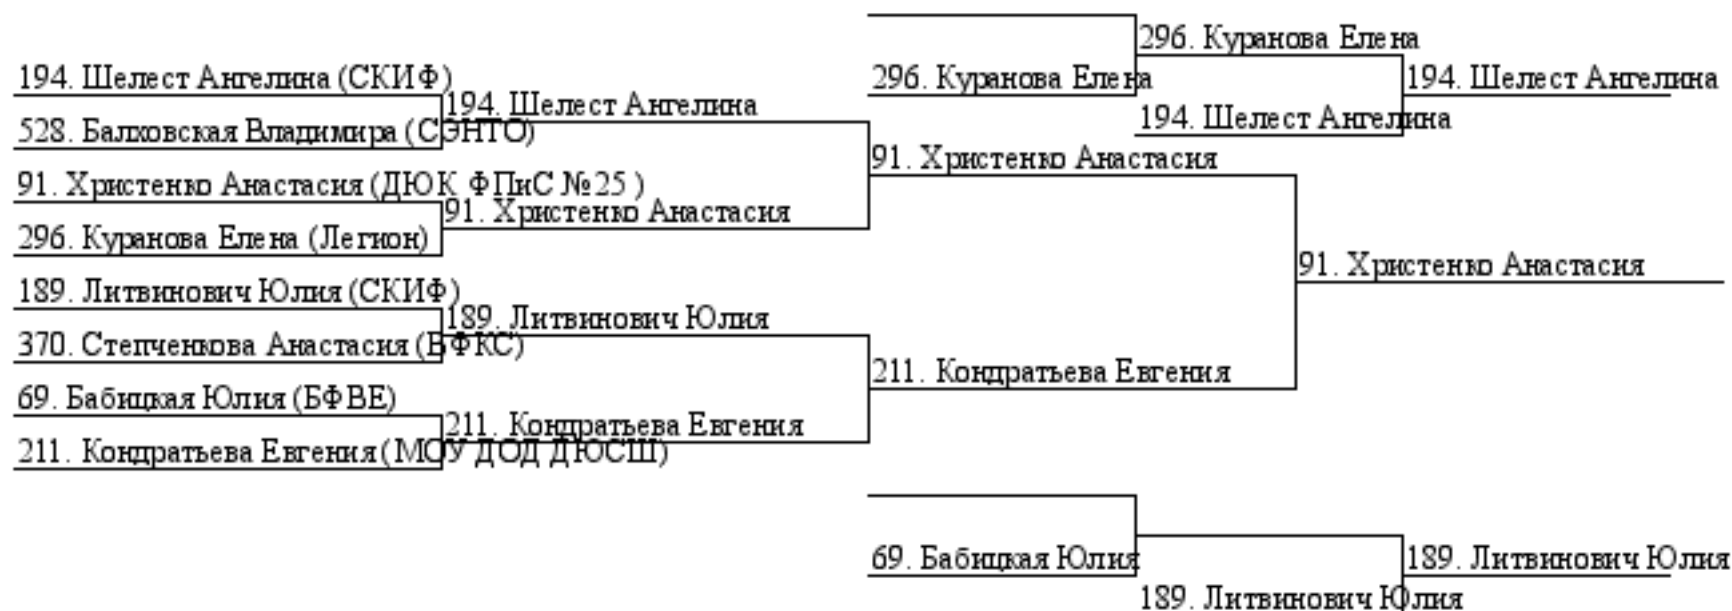 296. Куранова Елена
296. Куранова Елена
194. Шелест Ангелина
194. Шелест Ангелина
194. Шелест Ангелина (СКИФ)
194. Шелест Ангелина
528. Балховская Владимира (СЭНТО)
91. Христенко Анастасия
91. Христенко Анастасия (ДЮК ФПиС №25 )
91. Христенко Анастасия
296. Куранова Елена (Легион)
91. Христенко Анастасия
189. Литвинович Юлия (СКИФ)
189. Литвинович Юлия
370. Степченкова Анастасия (ВФКС)
211. Кондратьева Евгения
69. Бабицкая Юлия (БФВЕ)
211. Кондратьева Евгения
211. Кондратьева Евгения (МОУ ДОД ДЮСШ)
69. Бабицкая Юлия
189. Литвинович Юлия
189. Литвинович Юлия